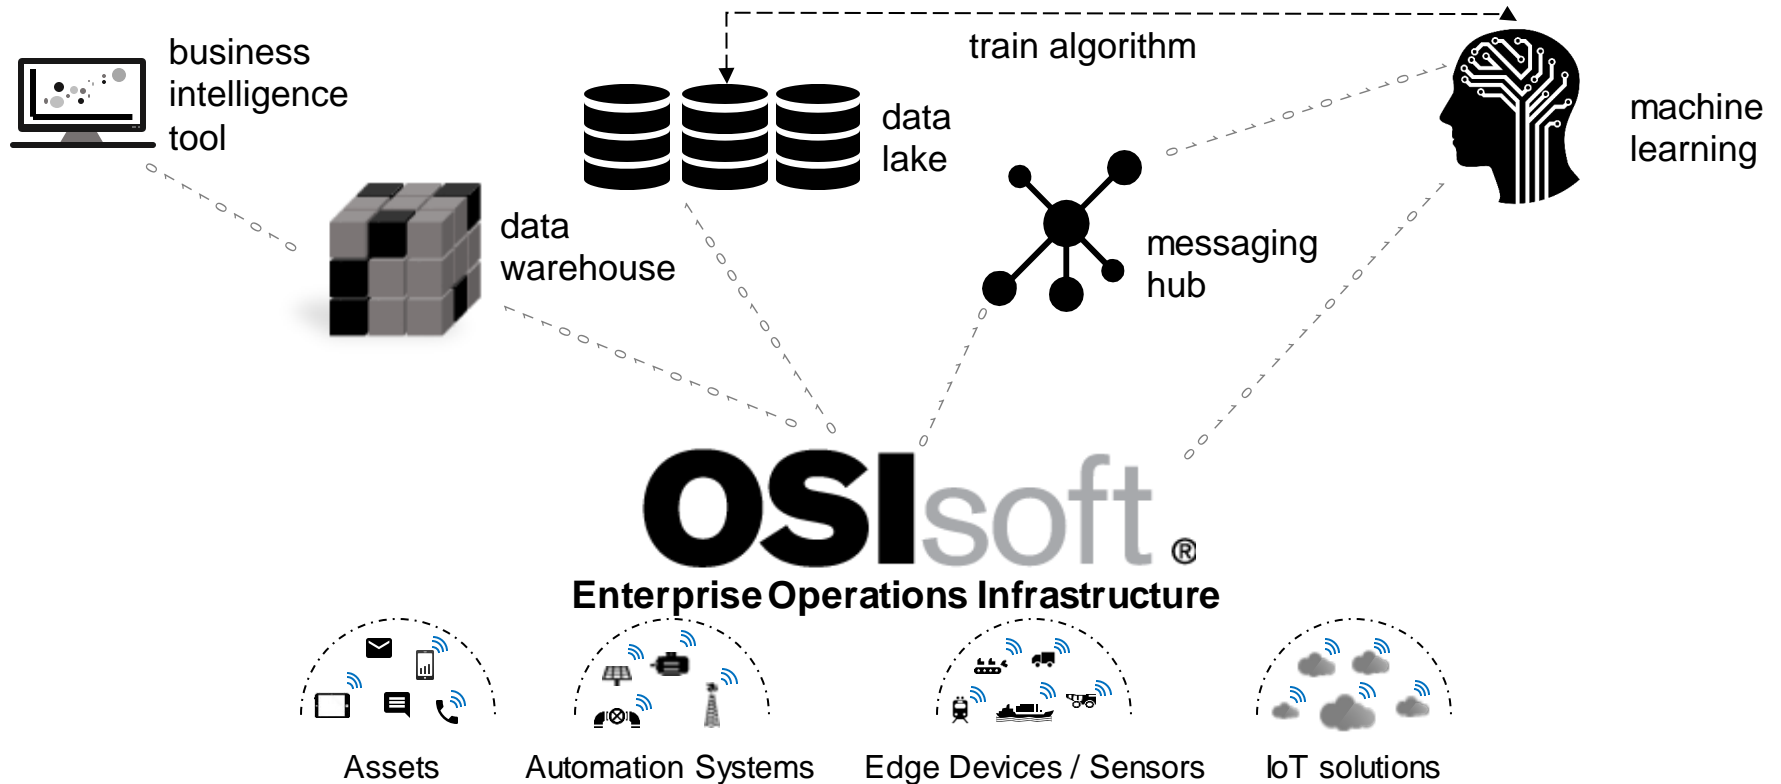 business
intelligence
tool
train algorithm
data
lake
machine
learning
data
warehouse
messaging
hub
OSIsoft®
Enterprise Operations Infrastructure
Assets
Automation Systems
Edge Devices / Sensors
IoT solutions